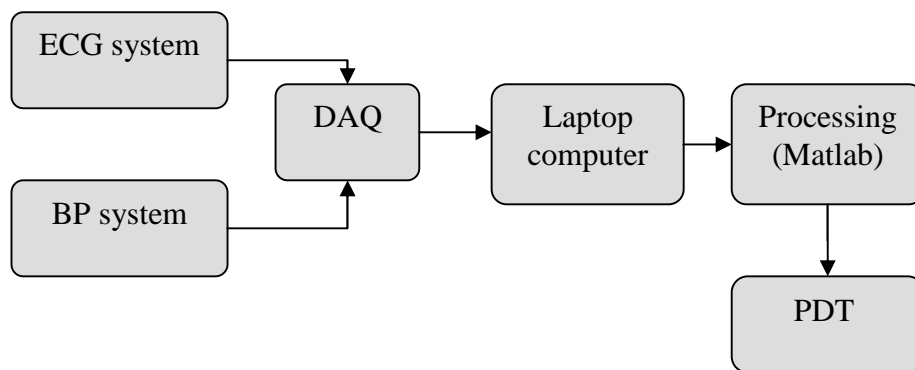 ECG system
DAQ
Laptop
computer
Processing
(Matlab)
BP system
PDT